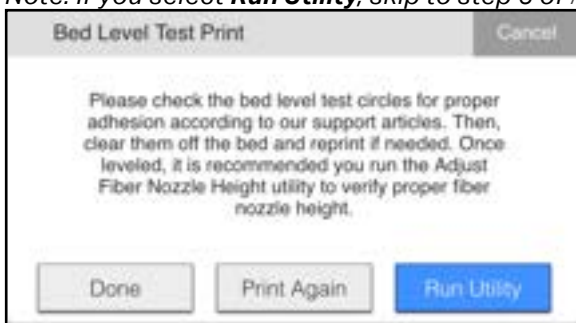 Note: If you select Run Utility, skip to step 3 of
Bed Level Test Print
Cancel
Please check the bed level test circles for proper
adhesion according to our support articles. Then,
clear them off the bed and reprint if needed. Once
leveled, it is recommended you run the Adjust
Fiber Nozzle Height utility to verify proper fiber
nozzle height.
Done
Print Again
Run Utility